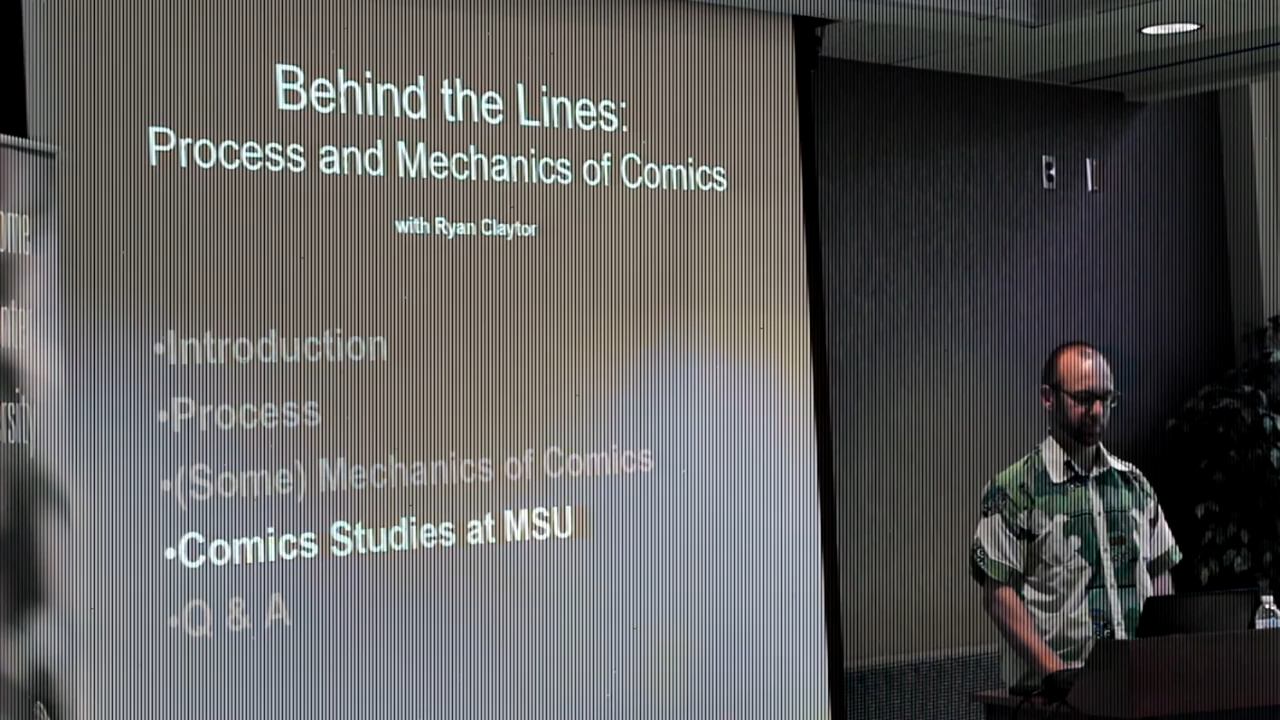 Behind the Lines:
Process and Mechanics of Comics
with Ryan Claytor
•Introduction
•Process
•(Some) Mechanics of Comics
•Comics Studies at MSU
•Q & A